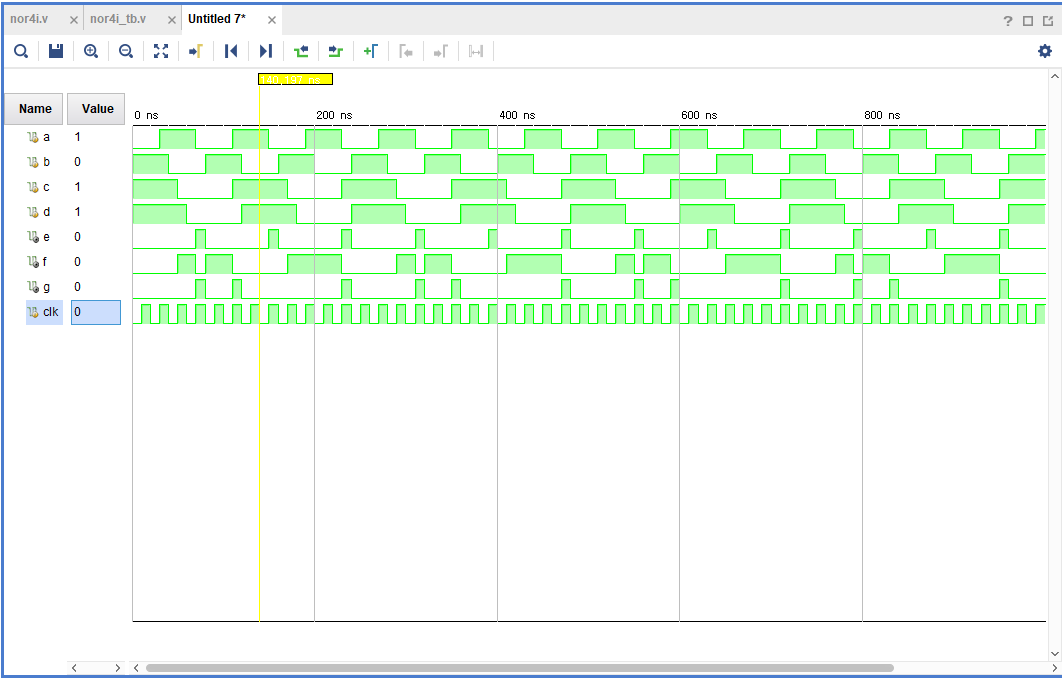 nor4i.v × nor4i_tb.v × Untitled 7* × ?
Name Value
0 ns 200 ns 400 ns 600 ns 800 ns
a 1
b 0
c 1
d 1
e 0
f 0
g 0
clk 0